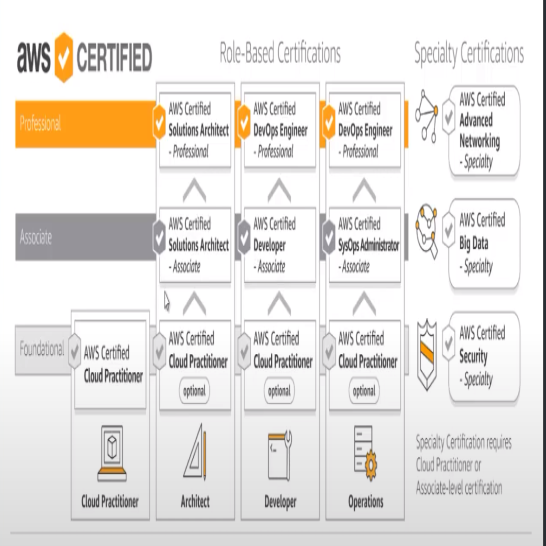 aws CERTIFIED
Role-Based Certifications
Specialty Certifications
Professional
AWS Certified
Solutions Architect
- Professional
AWS Certified
DevOps Engineer
- Professional
AWS Certified
DevOps Engineer
- Professional
AWS Certified
Advanced
Networking
- Specialty
Associate
AWS Certified
Solutions Architect
- Associate
AWS Certified
Developer
- Associate
AWS Certified
SysOps Administrator
- Associate
AWS Certified
Big Data
- Specialty
Foundational
AWS Certified
Cloud Practitioner
AWS Certified
Cloud Practitioner
optional
AWS Certified
Cloud Practitioner
optional
AWS Certified
Cloud Practitioner
optional
AWS Certified
Security
- Specialty
Cloud Practitioner
Architect
Developer
Operations
Specialty Certification requires
Cloud Practitioner or
Associate-level certification